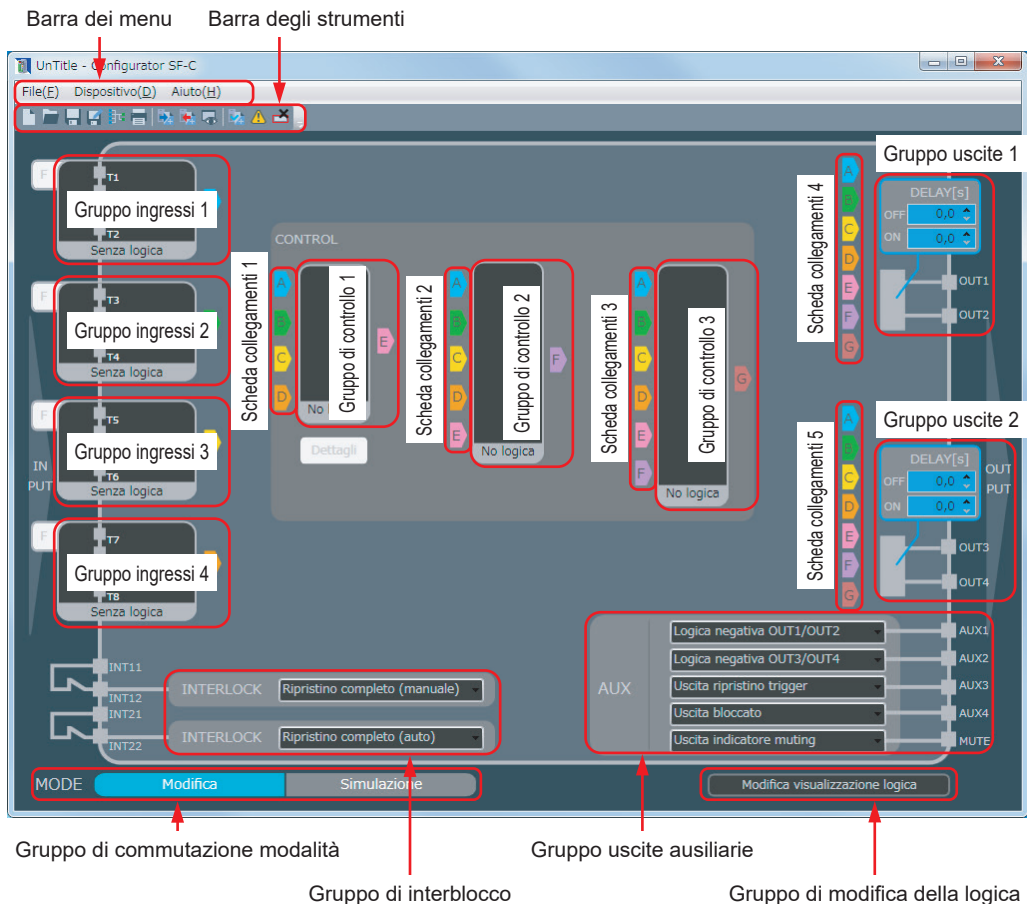 Barra dei menu
Barra degli strumenti
UnTitle - Configurator SF-C
File(F) Dispositivo(D) Aiuto(H)
Gruppo uscite 1
F
T1
Gruppo ingressi 1
T2
Senza logica
F
T3
Gruppo ingressi 2
T4
Senza logica
F
T5
Gruppo ingressi 3
T6
Senza logica
IN
PUT
F
T7
Gruppo ingressi 4
T8
Senza logica
CONTROL
Scheda collegamenti 1
A
B
C
D
Gruppo di controllo 1
E
Dettagli
Scheda collegamenti 2
A
B
C
D
E
Gruppo di controllo 2
F
No logica
Scheda collegamenti 3
A
B
C
D
E
F
Gruppo di controllo 3
G
No logica
Scheda collegamenti 4
A
B
C
D
E
F
G
DELAY[s]
OFF 0,0
ON 0,0
OUT1
OUT2
Scheda collegamenti 5
A
B
C
D
E
F
G
Gruppo uscite 2
DELAY[s]
OFF 0,0
ON 0,0
OUT
PUT
OUT3
OUT4
INT11
INT12
INT21
INT22
INTERLOCK Ripristino completo (manuale)
INTERLOCK Ripristino completo (auto)
AUX
Logica negativa OUT1/OUT2 AUX1
Logica negativa OUT3/OUT4 AUX2
Uscita ripristino trigger AUX3
Uscita bloccato AUX4
Uscita indicatore muting MUTE
MODE Modifica Simulazione
Modifica visualizzazione logica
Gruppo di commutazione modalità
Gruppo uscite ausiliarie
Gruppo di interblocco
Gruppo di modifica della logica